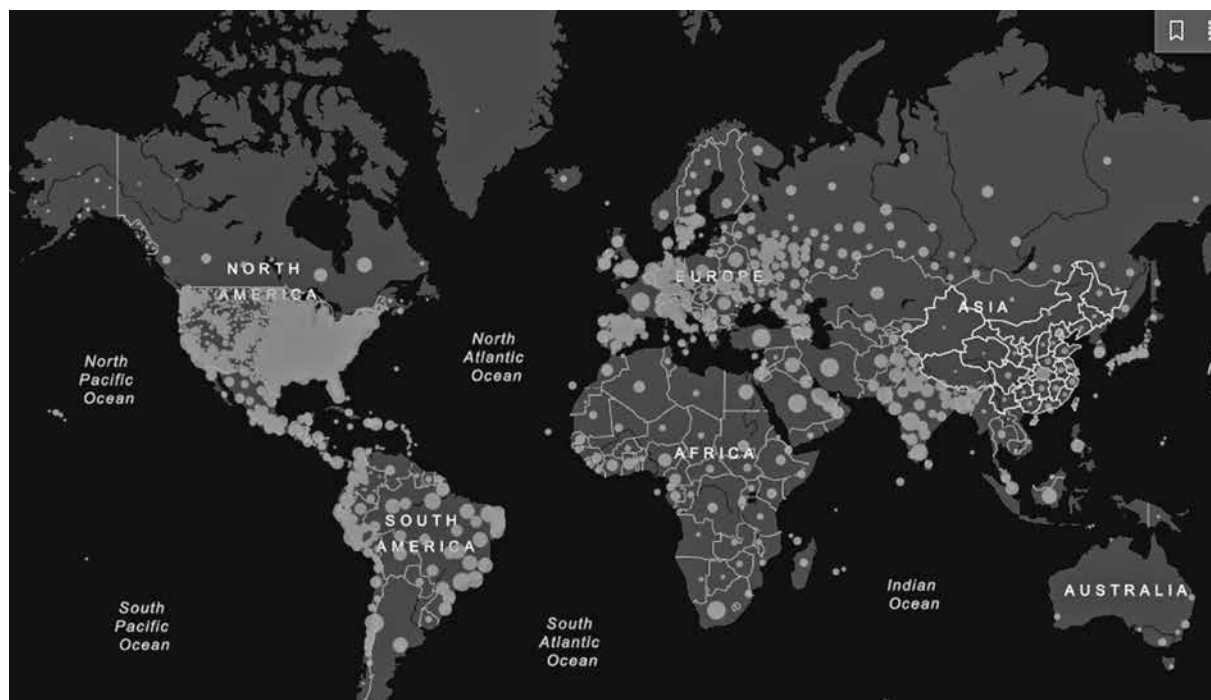 NORTH
AMERICA
EUROPE
ASIA
North
Pacific
Ocean
North
Atlantic
Ocean
AFRICA
SOUTH
AMERICA
Indian
Ocean
AUSTRALIA
South
Pacific
Ocean
South
Atlantic
Ocean